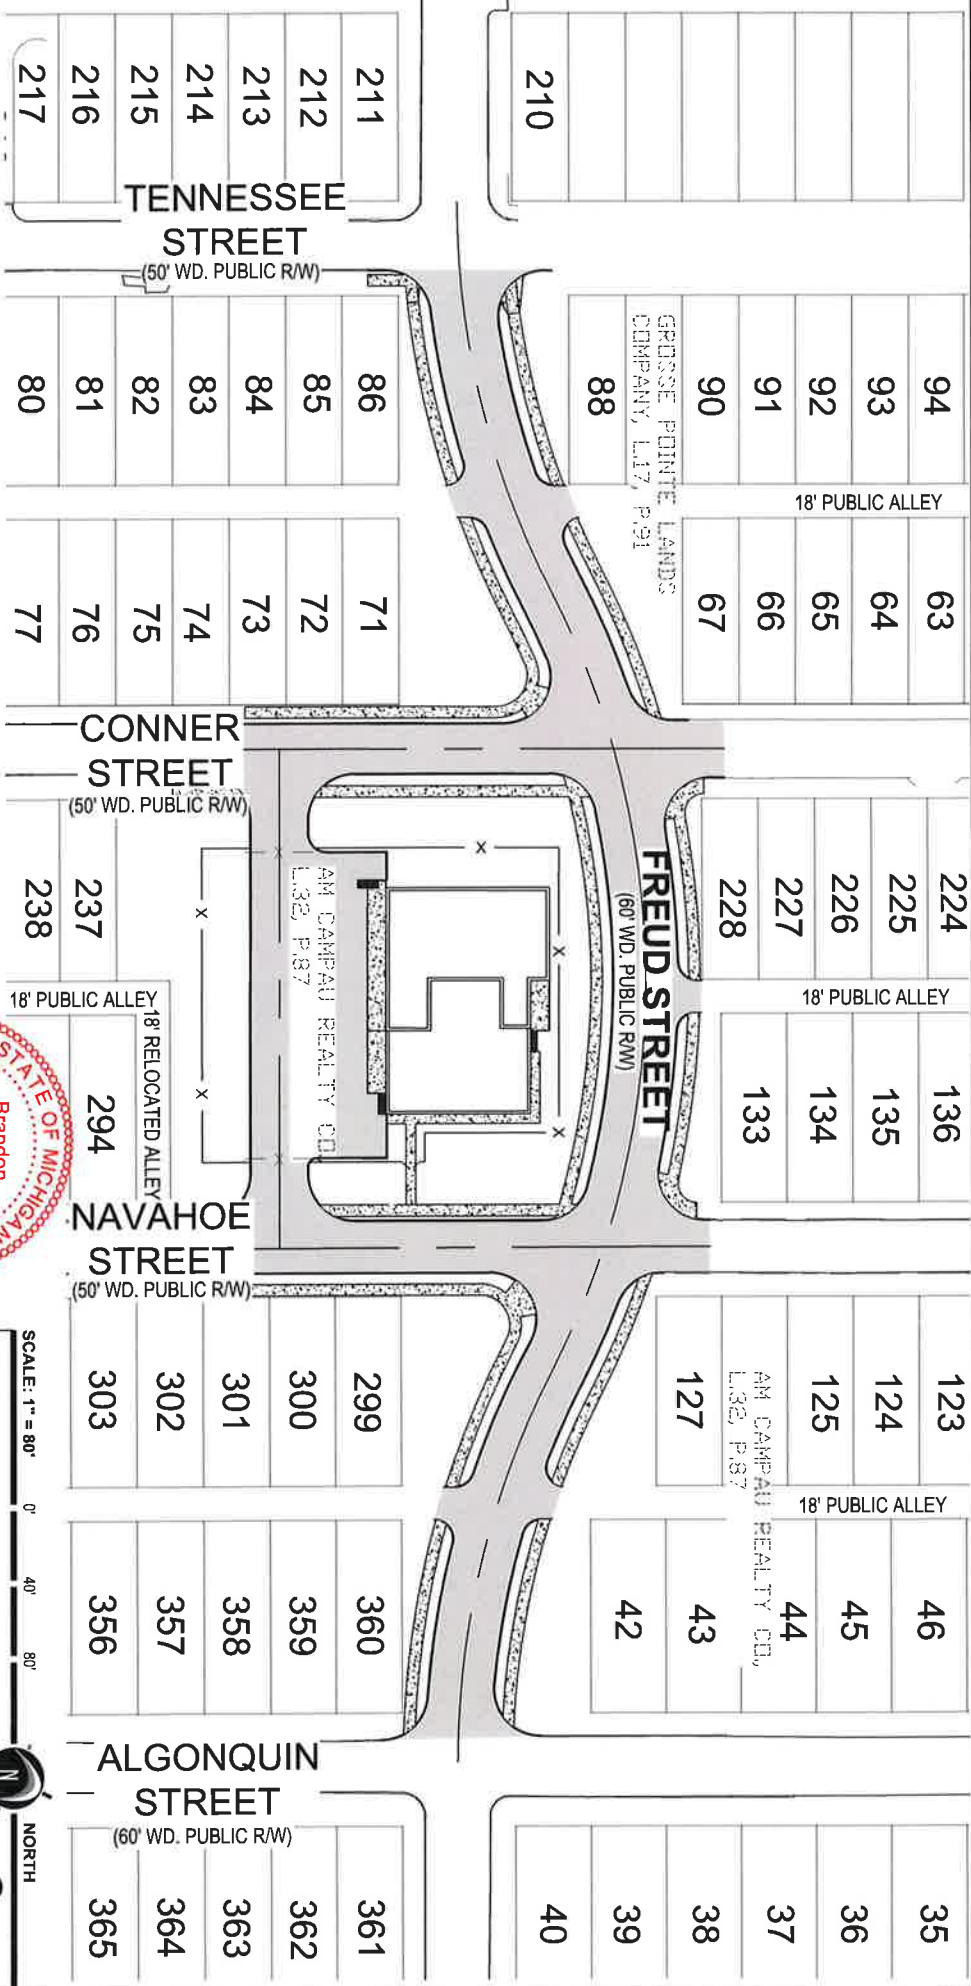 217
216
215
214
213
212
211
210
TENNESSEE
STREET
(50' WD. PUBLIC R/W)
80
81
82
83
84
85
86
88
GROSSE POINTE LANDS
COMPANY, L.17, P.91
90
91
92
93
94
18' PUBLIC ALLEY
77
76
75
74
73
72
71
67
66
65
64
63
CONNER
STREET
(50' WD. PUBLIC R/W)
238
237
18' PUBLIC ALLEY
18' RELOCATED ALLEY
294
X
X
X
X
X
X
X
AM CAMPAU REALTY CO
L.32, P.87
FREUD STREET
(60' WD. PUBLIC R/W)
228
227
226
225
224
18' PUBLIC ALLEY
133
134
135
136
STATE OF MICHIGAN
Brandon
NAVAHOE
STREET
(50' WD. PUBLIC R/W)
303
302
301
300
299
127
AM CAMPAU REALTY CO.,
L.32, P.87
125
124
123
18' PUBLIC ALLEY
356
357
358
359
360
42
43
44
45
46
ALGONQUIN
STREET
(60' WD. PUBLIC R/W)
365
364
363
362
361
40
39
38
37
36
35
SCALE: 1" = 80'
0'
40'
80'
N
NORTH